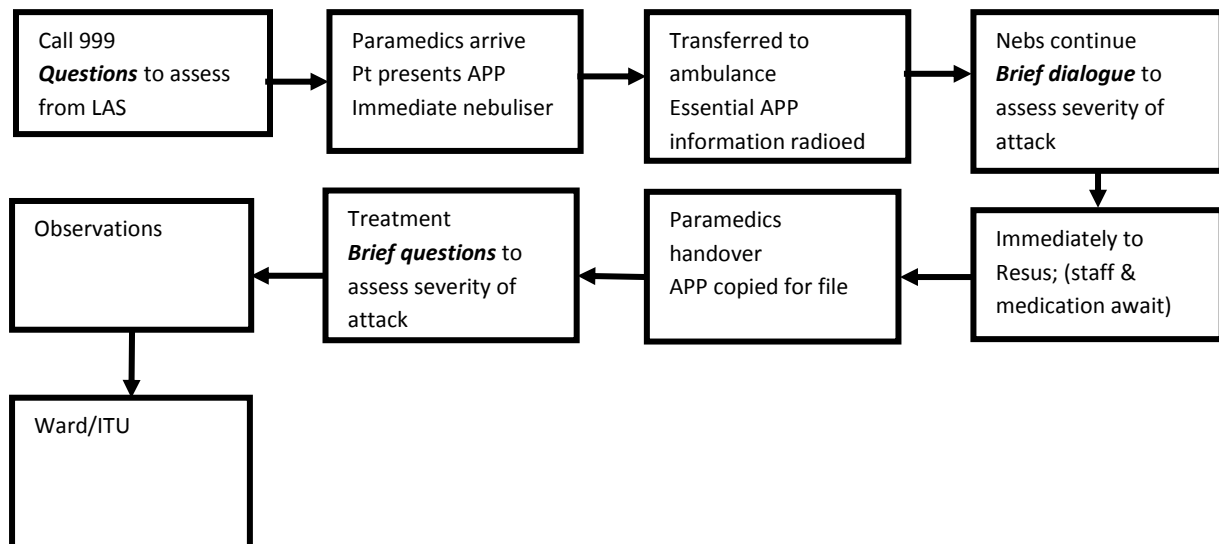 Call 999
Questions to assess
from LAS
Paramedics arrive
Pt presents APP
Immediate nebuliser
Transferred to
ambulance
Essential APP
information radioed
Nebs continue
Brief dialogue to
assess severity of
attack
Immediately to
Resus; (staff &
medication await)
Paramedics
handover
APP copied for file
Treatment
Brief questions to
assess severity of
attack
Observations
Ward/ITU